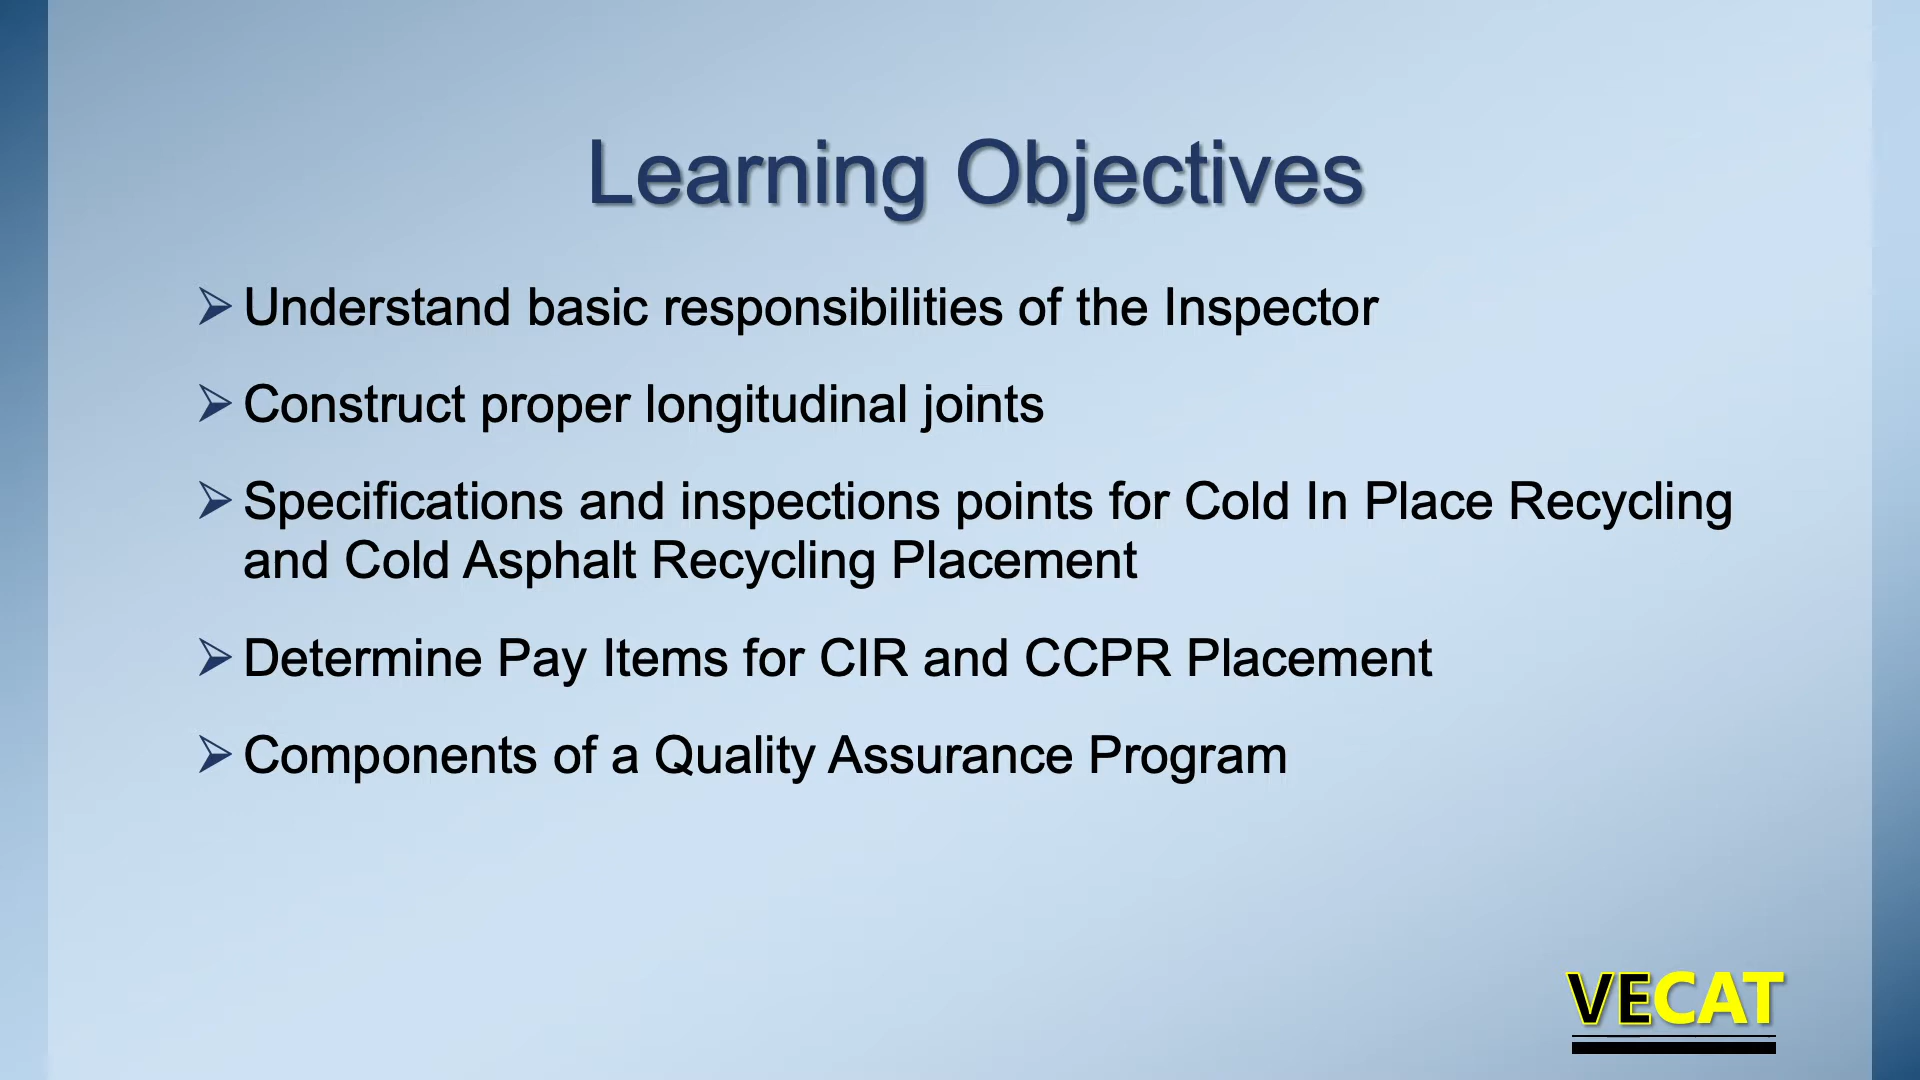 Learning Objectives
Understand basic responsibilities of the Inspector
Construct proper longitudinal joints
Specifications and inspections points for Cold In Place Recycling
and Cold Asphalt Recycling Placement
Determine Pay Items for CIR and CCPR Placement
Components of a Quality Assurance Program
VECAT